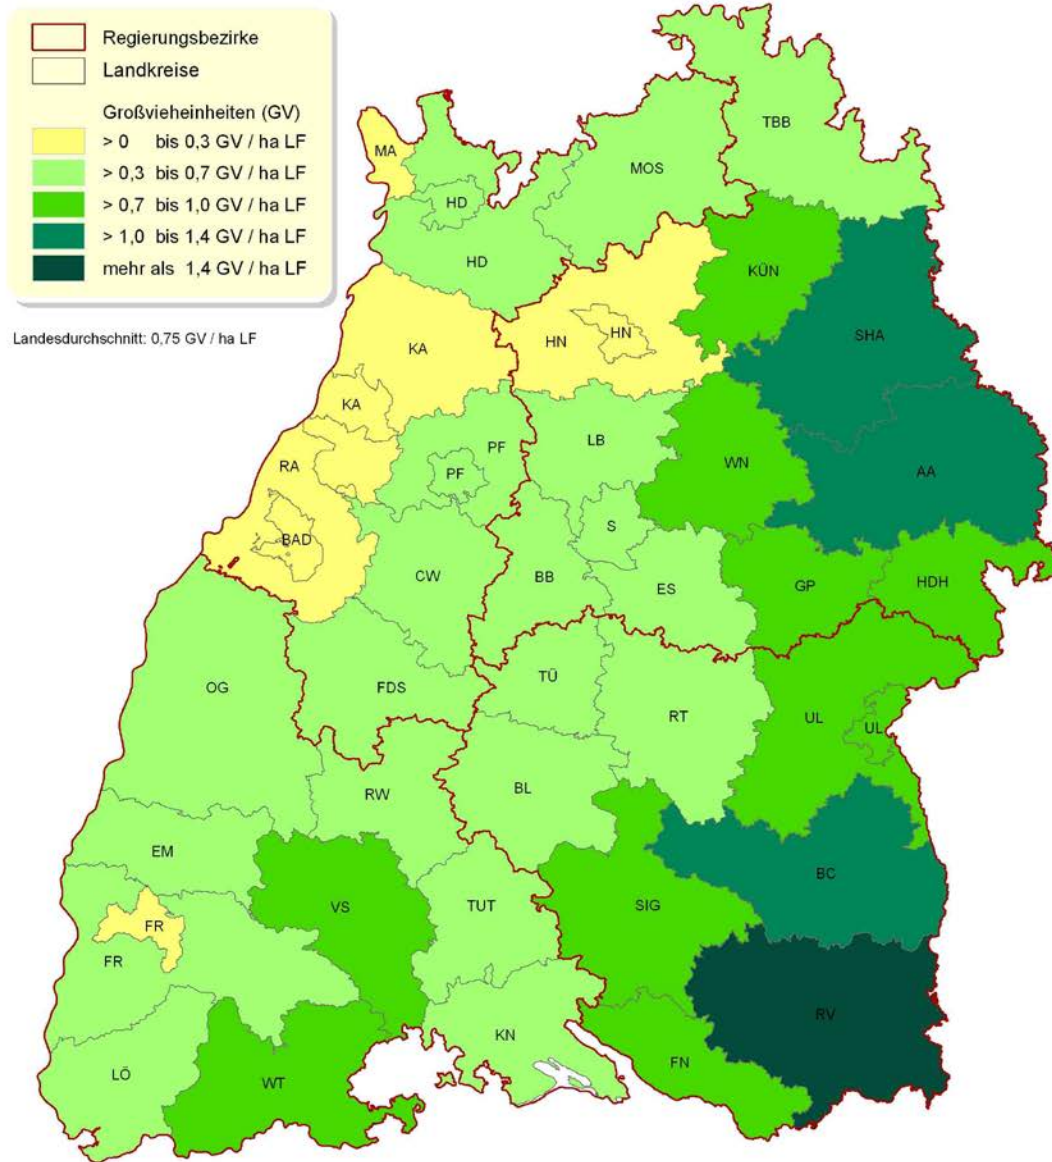 Regierungsbezirke
Landkreise
Großvieheinheiten (GV)
> 0 bis 0,3 GV / ha LF
> 0,3 bis 0,7 GV / ha LF
> 0,7 bis 1,0 GV / ha LF
> 1,0 bis 1,4 GV / ha LF
mehr als 1,4 GV / ha LF
Landesdurchschnitt: 0,75 GV / ha LF
TBB
MA
MOS
HD
HD
KÜN
HN
HN
SHA
KA
KA
LB
PF
PF
WN
RA
AA
S
BAD
CW
BB
ES
GP
HDH
TÜ
OG
FDS
RT
UL
UL
RW
BL
EM
BC
VS
TUT
SIG
FR
FR
RV
KN
FN
LÖ
WT